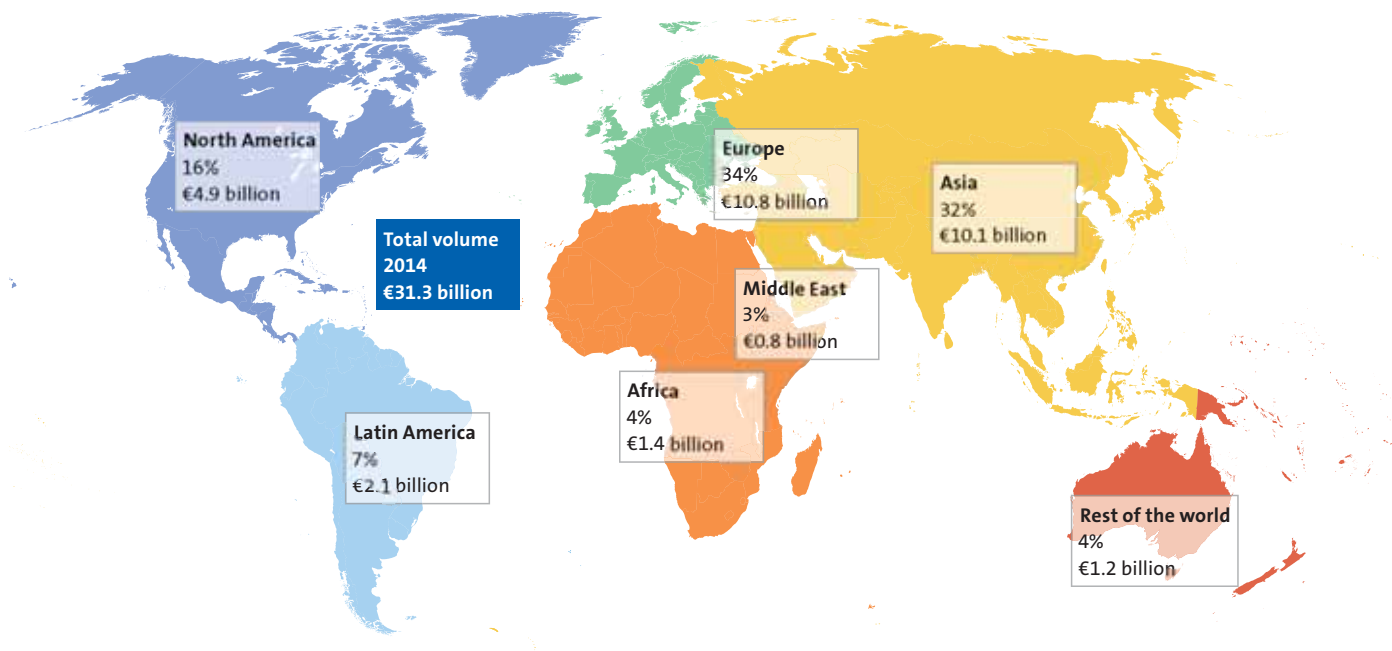 North America
16%
€4.9 billion
Europe
34%
€10.8 billion
Asia
32%
€10.1 billion
Total volume
2014
€31.3 billion
Middle East
3%
€0.8 billion
Africa
4%
€1.4 billion
Latin America
7%
€2.1 billion
Rest of the world
4%
€1.2 billion